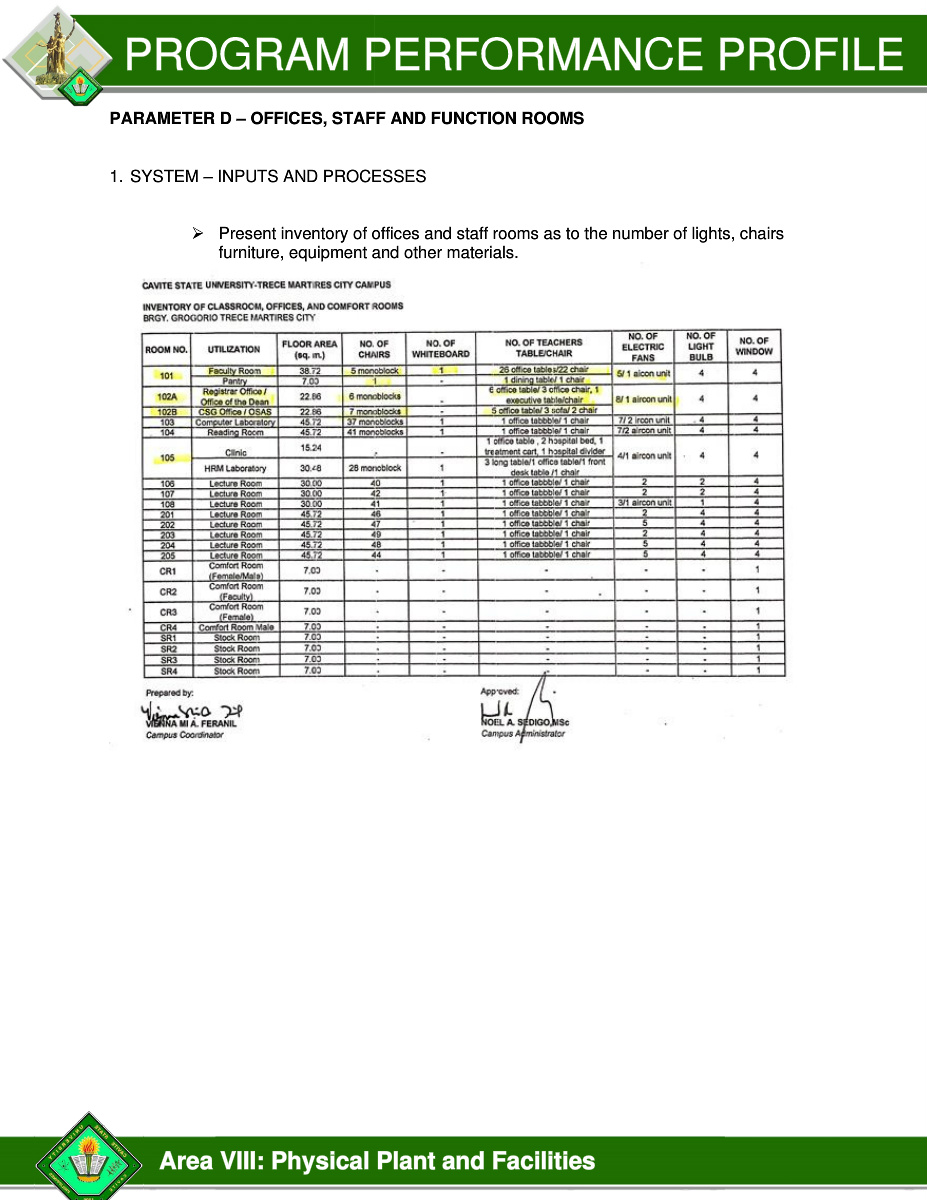 PROGRAM PERFORMANCE PROFILE
PARAMETER D – OFFICES, STAFF AND FUNCTION ROOMS
1. SYSTEM – INPUTS AND PROCESSES
➢ Present inventory of offices and staff rooms as to the number of lights, chairs
furniture, equipment and other materials.
CAVITE STATE UNIVERSITY-TRECE MARTIRES CITY CAMPUS
INVENTORY OF CLASSROOM, OFFICES, AND COMFORT ROOMS
BRGY. GROGORIO TRECE MARTIRES CITY
ROOM NO. UTILIZATION FLOOR AREA (sq. m.) NO. OF CHAIRS NO. OF WHITEBOARD NO. OF TEACHERS TABLE/CHAIR NO. OF ELECTRIC FANS NO. OF LIGHT BULB NO. OF WINDOW
101 Faculty Room 38.72 5 monoblock 1 26 office tables/22 chair 5/ 1 aicon unit 4 4
Pantry 7.00 1 - 1 dining table/ 1 chair
102A Registrar Office / Office of the Dean 22.86 6 monoblocks - 6 office table/ 3 office chair, 1 executive table/chair 8/ 1 aircon unit 4 4
102B CSG Office / OSAS 22.86 7 monoblocks - 5 office table/ 3 sofa/ 2 chair
103 Computer Laboratory 45.72 37 monoblocks 1 1 office tabbble/ 1 chair 7/ 2 ircon unit 4 4
104 Reading Room 45.72 41 monoblocks 1 1 office tabbble/ 1 chair 7/2 aircon unit 4 4
105 Clinic 15.24 - - 1 office table , 2 hospital bed, 1 treatment cart, 1 hospital divider 4/1 aircon unit 4 4
HRM Laboratory 30.48 28 monoblock 1 3 long table/1 office table/1 front desk table /1 chair
106 Lecture Room 30.00 40 1 1 office tabbble/ 1 chair 2 2 4
107 Lecture Room 30.00 42 1 1 office tabbble/ 1 chair 2 2 4
108 Lecture Room 30.00 41 1 1 office tabbble/ 1 chair 3/1 aircon unit 1 4
201 Lecture Room 45.72 46 1 1 office tabbble/ 1 chair 2 4 4
202 Lecture Room 45.72 47 1 1 office tabbble/ 1 chair 5 4 4
203 Lecture Room 45.72 49 1 1 office tabbble/ 1 chair 2 4 4
204 Lecture Room 45.72 48 1 1 office tabbble/ 1 chair 5 4 4
205 Lecture Room 45.72 44 1 1 office tabbble/ 1 chair 5 4 4
CR1 Comfort Room (Female/Male) 7.00 - - - - - 1
CR2 Comfort Room (Faculty) 7.00 - - - - - 1
CR3 Comfort Room (Female) 7.00 - - - - - 1
CR4 Comfort Room Male 7.00 - - - - - 1
SR1 Stock Room 7.00 - - - - - 1
SR2 Stock Room 7.00 - - - - - 1
SR3 Stock Room 7.00 - - - - - 1
SR4 Stock Room 7.00 - - - - - 1
Prepared by: Approved:
VIENNA MI A. FERANIL NOEL A. SEDIGO,MSc
Campus Coordinator Campus Administrator
Area VIII: Physical Plant and Facilities